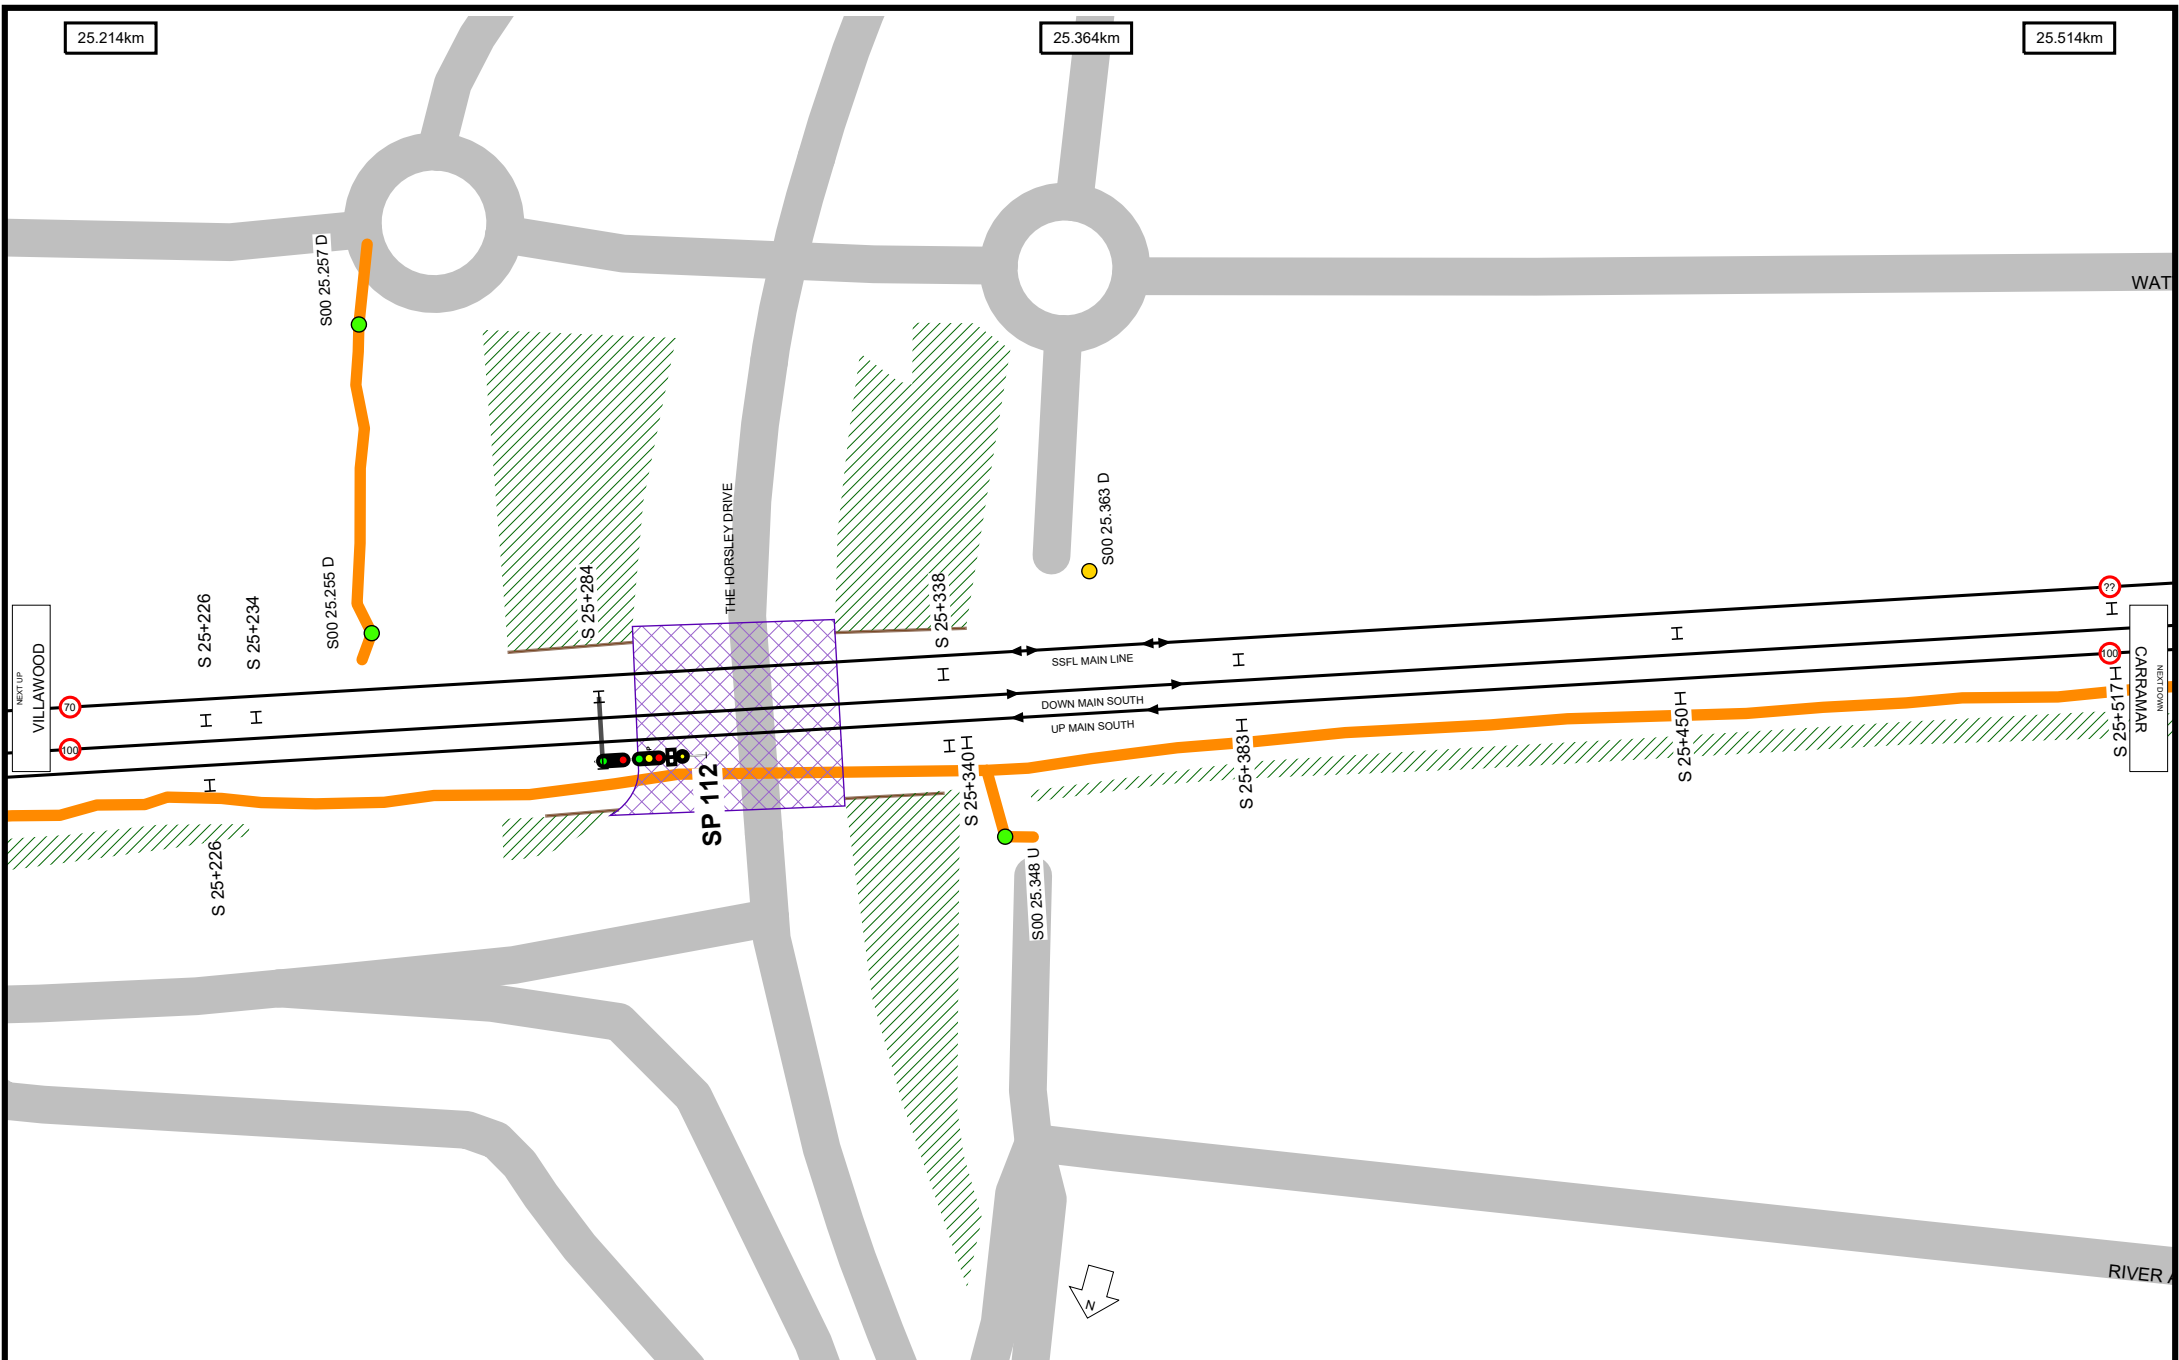 25.214km
25.364km
25.514km
WAT
S00 25.257 D
S00 25.363 D
THE HORSLEY DRIVE
S00 25.255 D
S 25+284
S 25+338
S 25+226
S 25+234
??
NEXT UP
VILLAWOOD
70
100
SSFL MAIN LINE
DOWN MAIN SOUTH
UP MAIN SOUTH
100
CARRAMAR
NEXT DOWN
S 25+517
S 25+450
S 25+383
S 25+340
SP 112
S 25+226
S00 25.348 U
RIVER
N